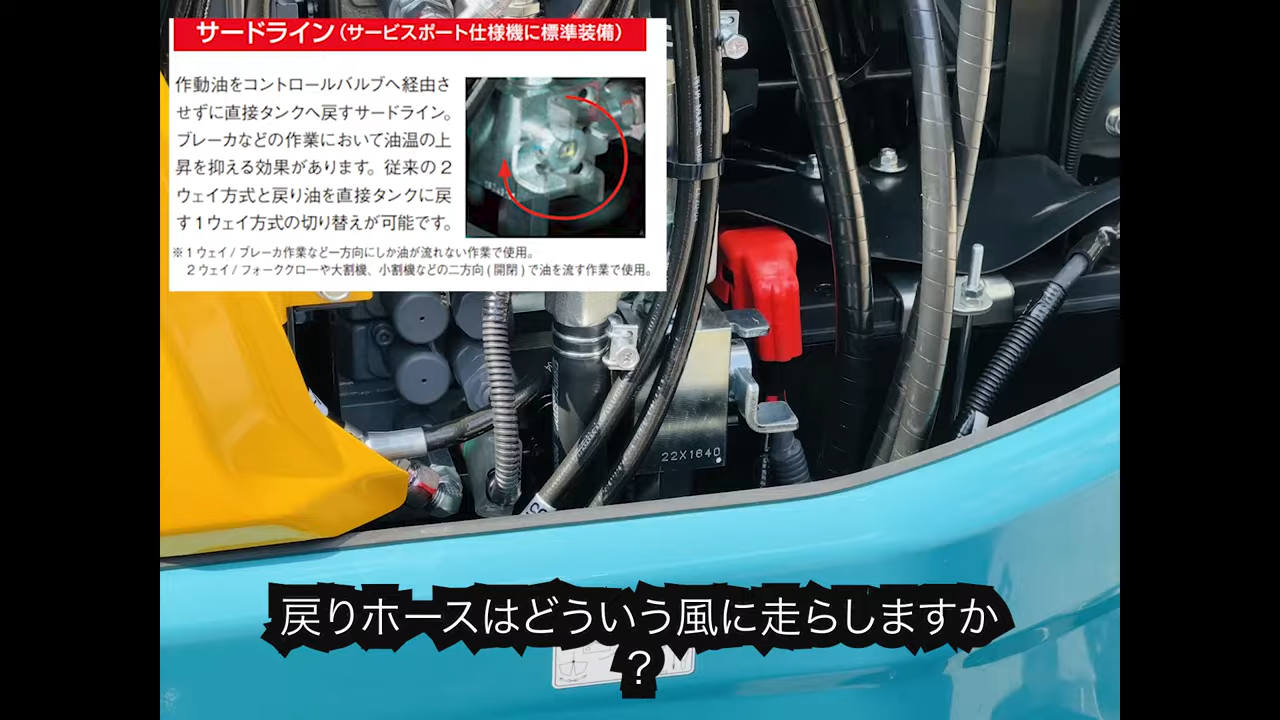 サードライン(サービスポート仕様機に標準装備)
作動油をコントロールバルブへ経由さ
せずに直接タンクへ戻すサードライン。
ブレーカなどの作業において油温の上
昇を抑える効果があります。従来の2
ウェイ方式と戻り油を直接タンクに戻
す1ウェイ方式の切り替えが可能です。
※1ウェイ/ブレーカ作業など一方向にしか油が流れない作業で使用。
2ウェイ/フォーククローや大割機、小割機などの二方向(開閉)で油を流す作業で使用。
22X1640
戻りホースはどういう風に走らしますか
?